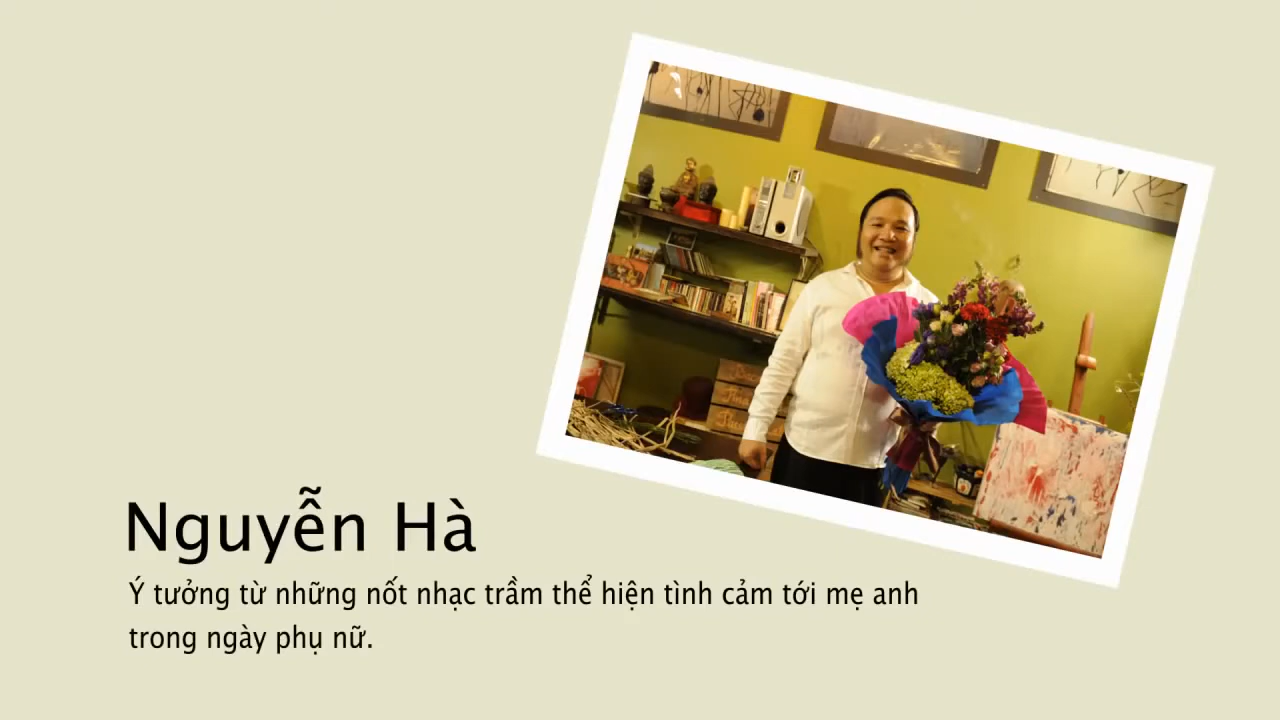 Nguyễn Hà
Ý tưởng từ những nốt nhạc trầm thể hiện tình cảm tới mẹ anh
trong ngày phụ nữ.